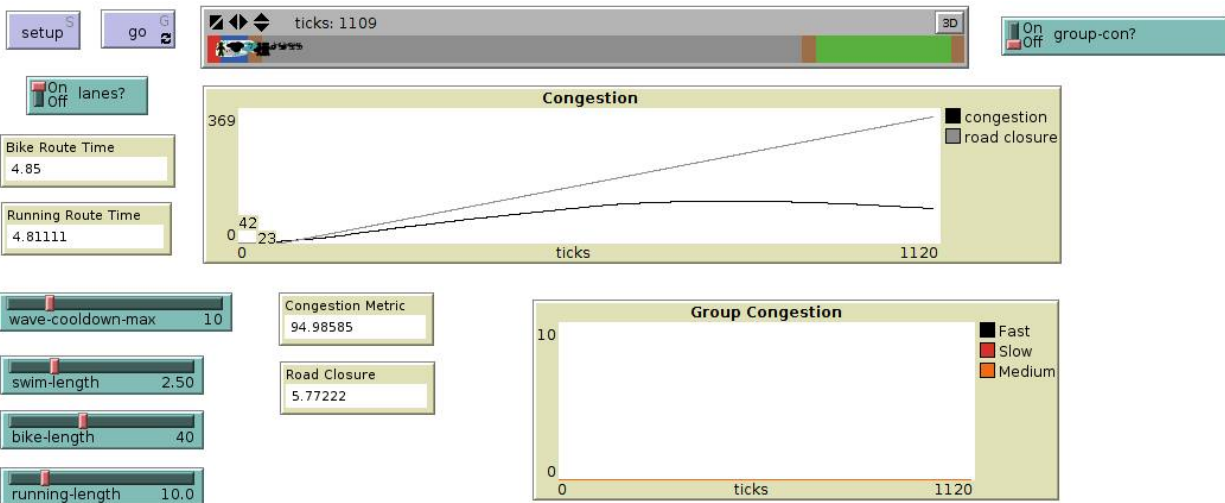 setup S
go G
ticks: 1109
3D
On
Off
group-con?
On
Off
lanes?
Bike Route Time
4.85
Running Route Time
4.81111
Congestion
369
0
42
23
0
ticks
1120
congestion
road closure
wave-cooldown-max 10
swim-length 2.50
bike-length 40
running-length 10.0
Congestion Metric
94.98585
Road Closure
5.77222
Group Congestion
10
0
0
ticks
1120
Fast
Slow
Medium